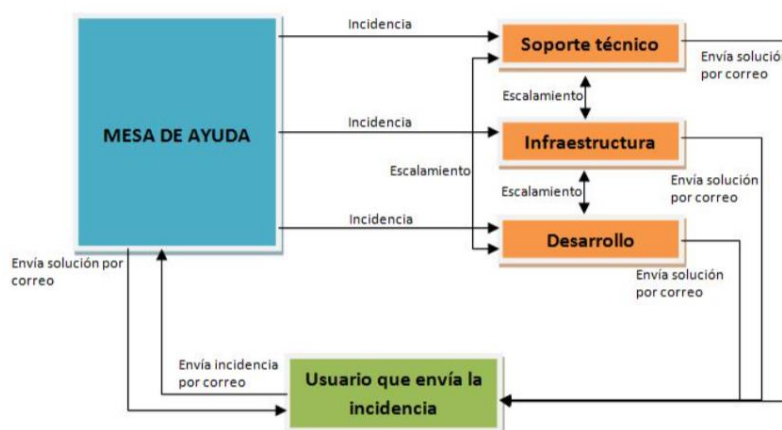 Incidencia
Soporte técnico
Envía solución
por correo
Escalamiento
MESA DE AYUDA
Incidencia
Infraestructura
Escalamiento
Envía solución
por correo
Escalamiento
Incidencia
Desarrollo
Envía solución por
correo
Envía solución
por correo
Envía incidencia
por correo
Usuario que envía la
incidencia